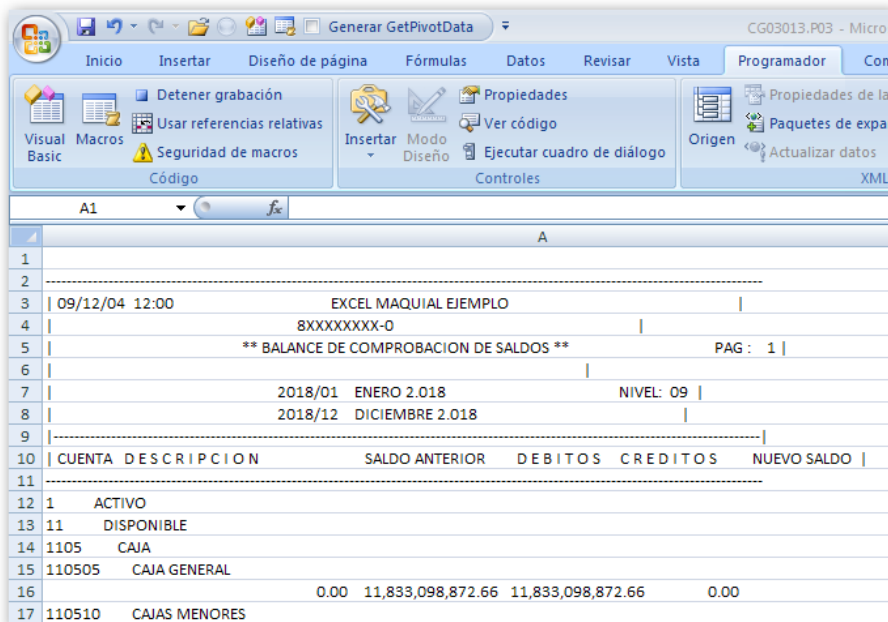 Generar GetPivotData
CG03013.P03 - Micro
Inicio Insertar Diseño de página Fórmulas Datos Revisar Vista Programador Com
Visual Basic
Macros
Detener grabación
Usar referencias relativas
Seguridad de macros
Código
Insertar
Modo Diseño
Propiedades
Ver código
Ejecutar cuadro de diálogo
Controles
Origen
Propiedades de la
Paquetes de expa
Actualizar datos
XML
A1 fx
A
1
2 ----------------------------------------------------------------
3 | 09/12/04 12:00 EXCEL MAQUIAL EJEMPLO |
4 | 8XXXXXXXX-0 |
5 | ** BALANCE DE COMPROBACION DE SALDOS ** PAG : 1 |
6 | |
7 | 2018/01 ENERO 2.018 NIVEL: 09 |
8 | 2018/12 DICIEMBRE 2.018 |
9 |----------------------------------------------------------------|
10 | CUENTA D E S C R I P C I O N SALDO ANTERIOR D E B I T O S C R E D I T O S NUEVO SALDO |
11 ----------------------------------------------------------------
12 1 ACTIVO
13 11 DISPONIBLE
14 1105 CAJA
15 110505 CAJA GENERAL
16 0.00 11,833,098,872.66 11,833,098,872.66 0.00
17 110510 CAJAS MENORES